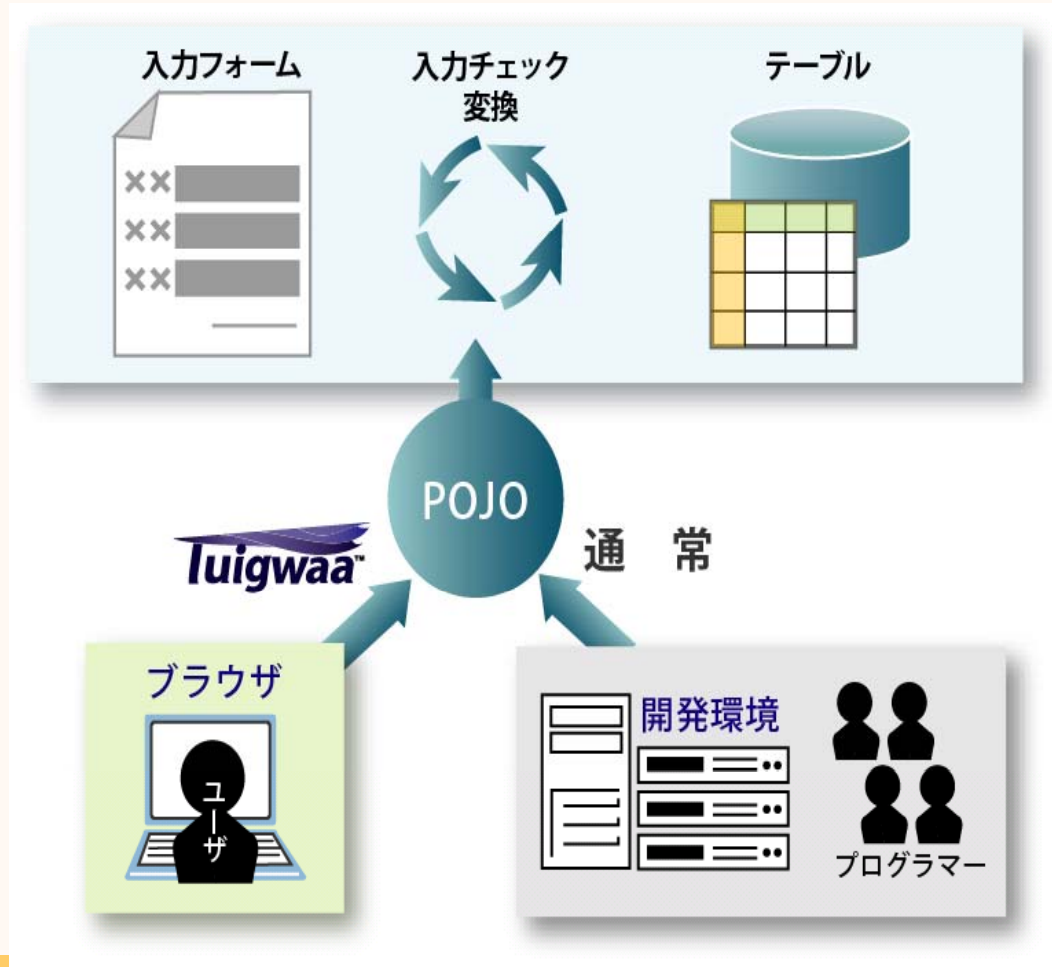 入力フォーム
入力チェック
変換
テーブル
××
××
××
POJO
Tuigwaa™
通 常
ブラウザ
ユーザ
開発環境
プログラマー